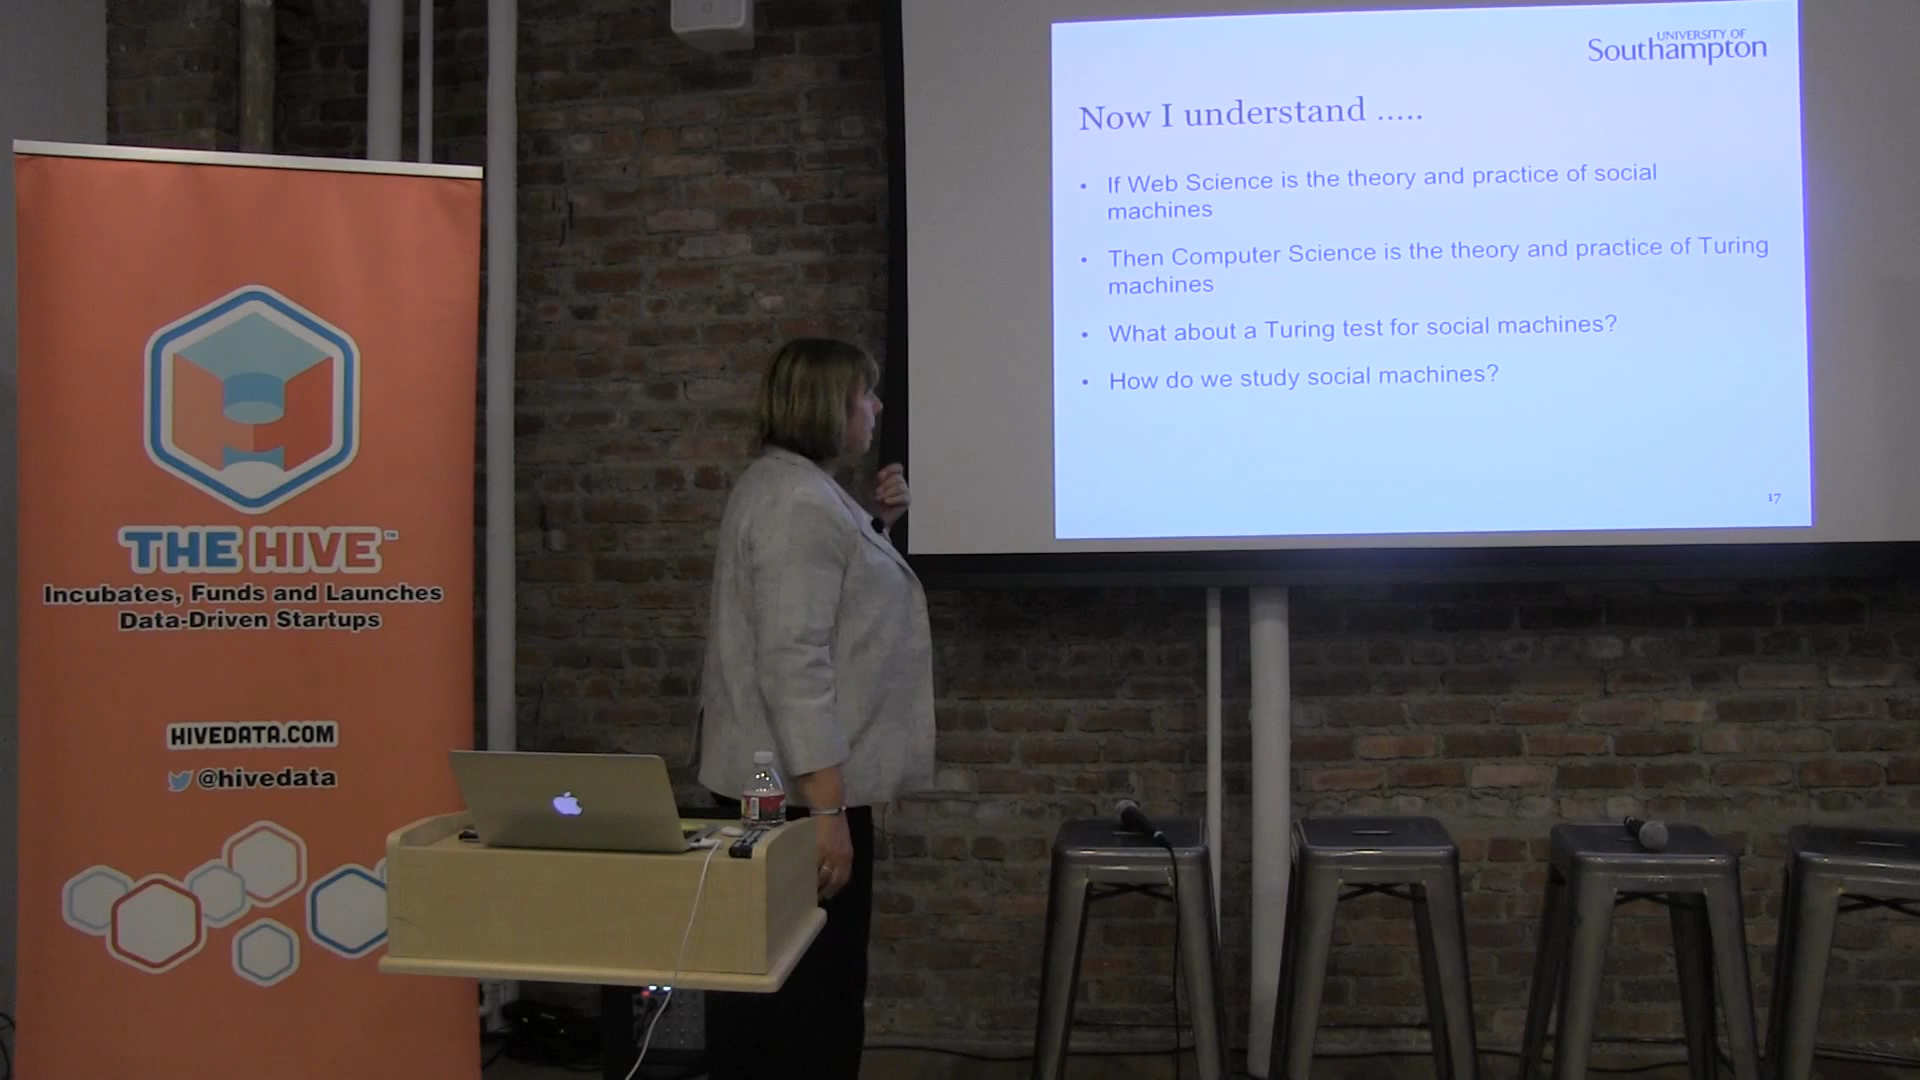 THE HIVE™
Incubates, Funds and Launches
Data-Driven Startups
HIVEDATA.COM
@hivedata
UNIVERSITY OF
Southampton
Now I understand .....
• If Web Science is the theory and practice of social
machines
• Then Computer Science is the theory and practice of Turing
machines
• What about a Turing test for social machines?
• How do we study social machines?
17